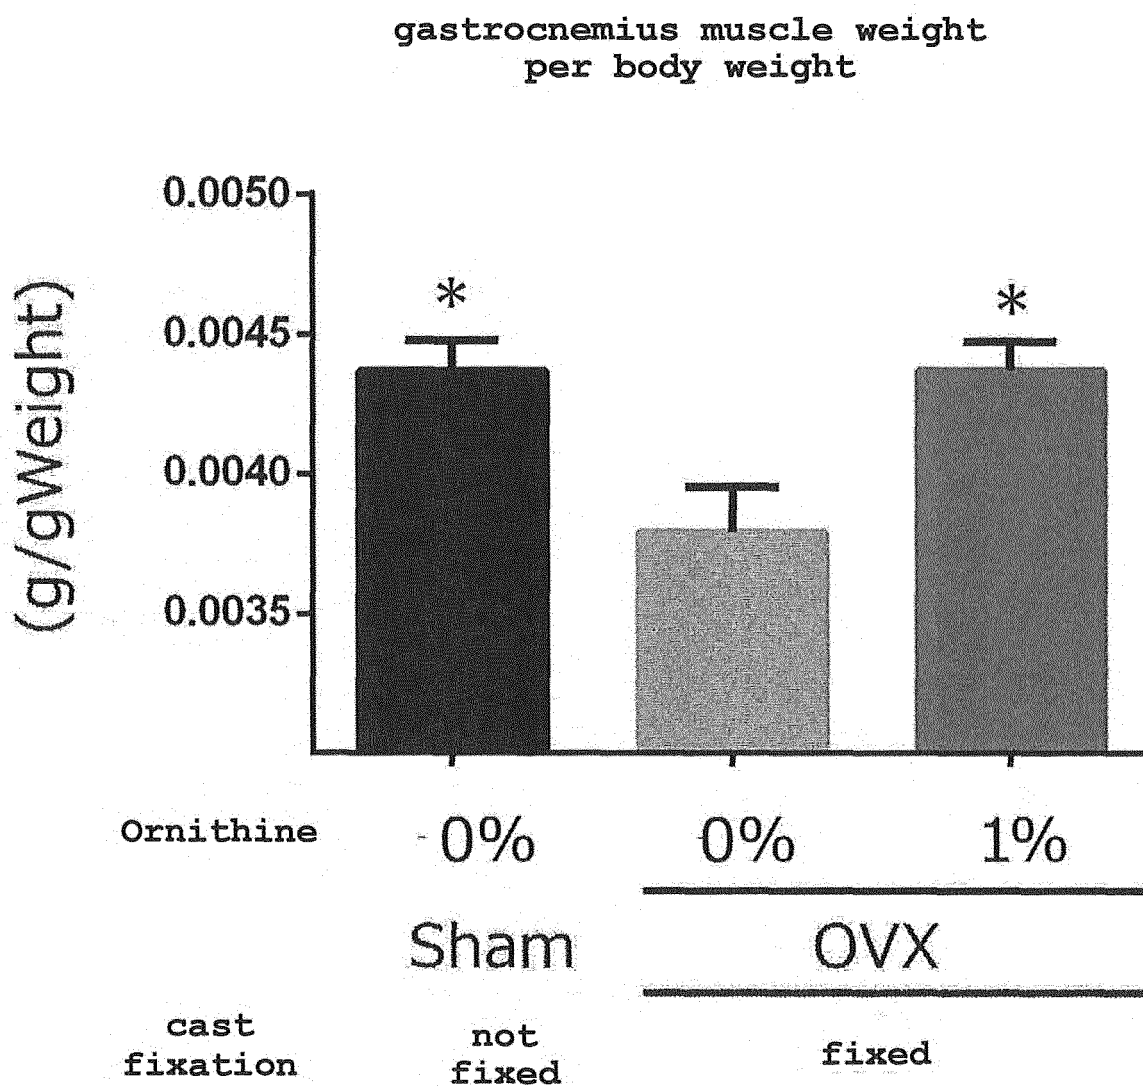 gastrocnemius muscle weight
per body weight
(g/gWeight)
0.0050
0.0045
0.0040
0.0035
*
*
Ornithine 0% 0% 1%
Sham OVX
cast
fixation
not
fixed
fixed